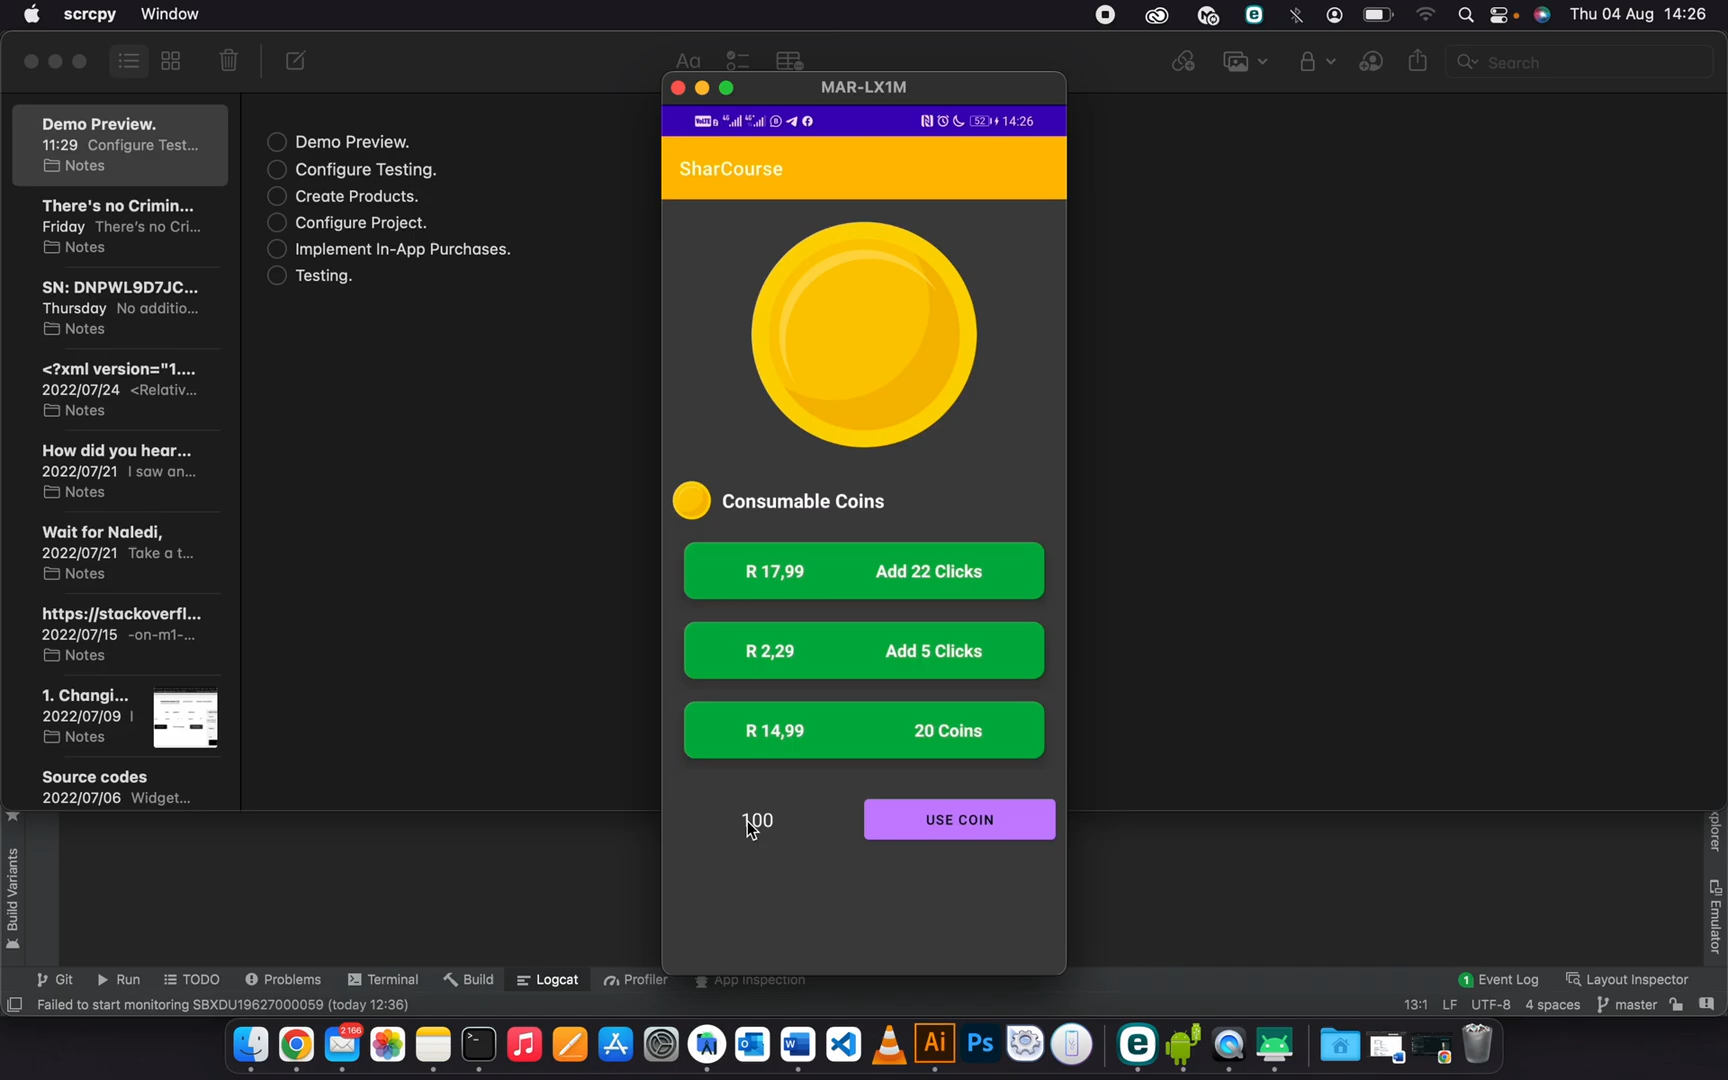 scrcpy Window
Thu 04 Aug 14:26
Aa
Search
MAR-LX1M
Demo Preview.
11:29 Configure Test...
Notes
There's no Crimin...
Friday There's no Cri...
Notes
SN: DNPWL9D7JC...
Thursday No additio...
Notes
<?xml version="1....
2022/07/24 <Relativ...
Notes
How did you hear...
2022/07/21 I saw an...
Notes
Wait for Naledi,
2022/07/21 Take a t...
Notes
https://stackoverfl...
2022/07/15 -on-m1-...
Notes
1. Changi...
2022/07/09
Notes
Source codes
2022/07/06 Widget...
Demo Preview.
Configure Testing.
Create Products.
Configure Project.
Implement In-App Purchases.
Testing.
52 14:26
SharCourse
Consumable Coins
R 17,99 Add 22 Clicks
R 2,29 Add 5 Clicks
R 14,99 20 Coins
100 USE COIN
Build Variants
Emulator
Git Run TODO Problems Terminal Build Logcat Profiler App Inspection
1 Event Log Layout Inspector
Failed to start monitoring SBXDU19627000059 (today 12:36)
13:1 LF UTF-8 4 spaces master
2,166
Ai
Ps